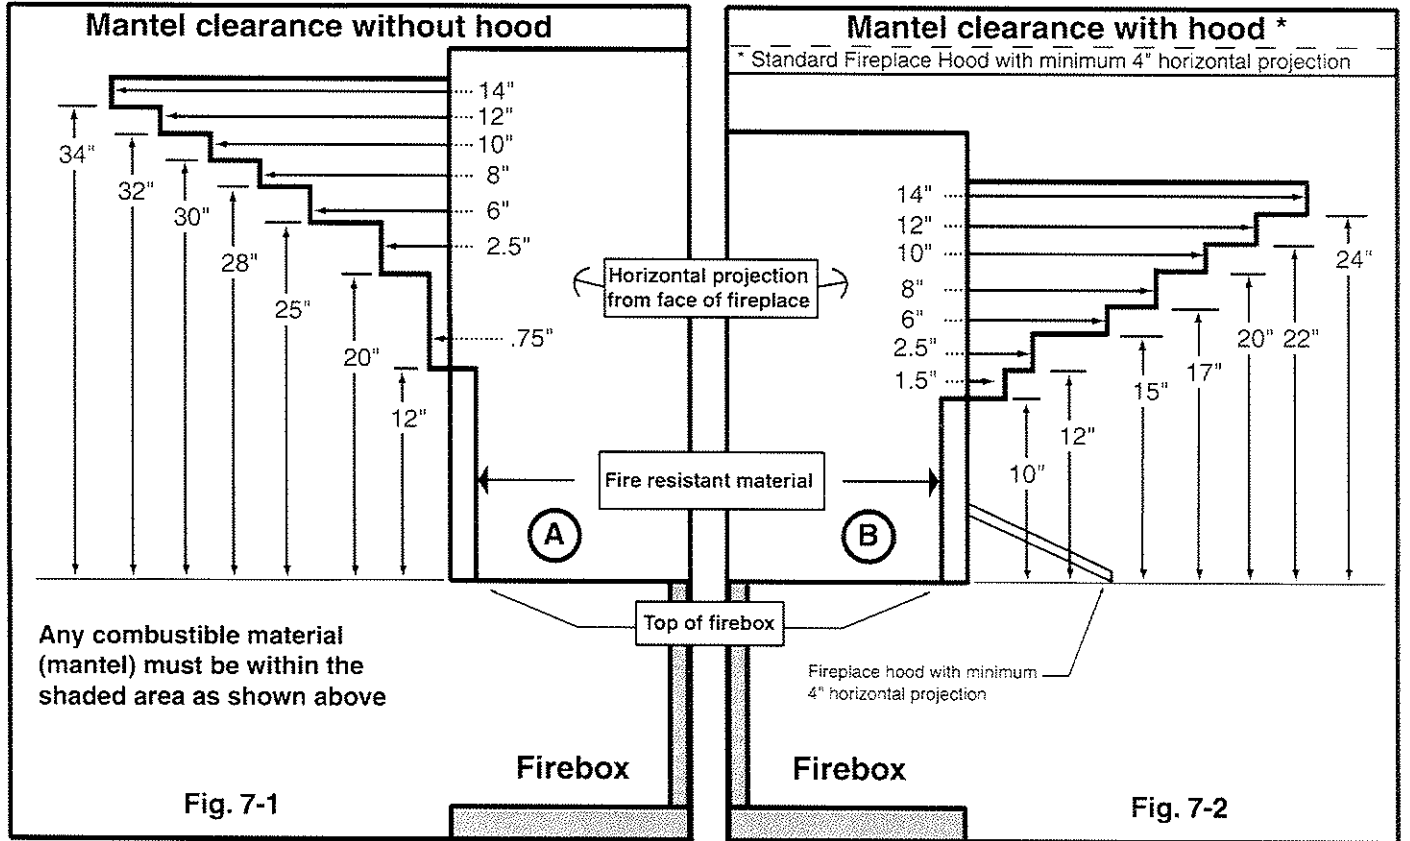 Mantel clearance without hood
14"
12"
10"
8"
6"
2.5"
.75"
34"
32"
30"
28"
25"
20"
12"
A
Any combustible material
(mantel) must be within the
shaded area as shown above
Firebox
Fig. 7-1
Horizontal projection
from face of fireplace
Fire resistant material
Top of firebox
Mantel clearance with hood *
* Standard Fireplace Hood with minimum 4" horizontal projection
14"
12"
10"
8"
6"
2.5"
1.5"
24"
22"
20"
17"
15"
12"
10"
B
Fireplace hood with minimum
4" horizontal projection
Firebox
Fig. 7-2